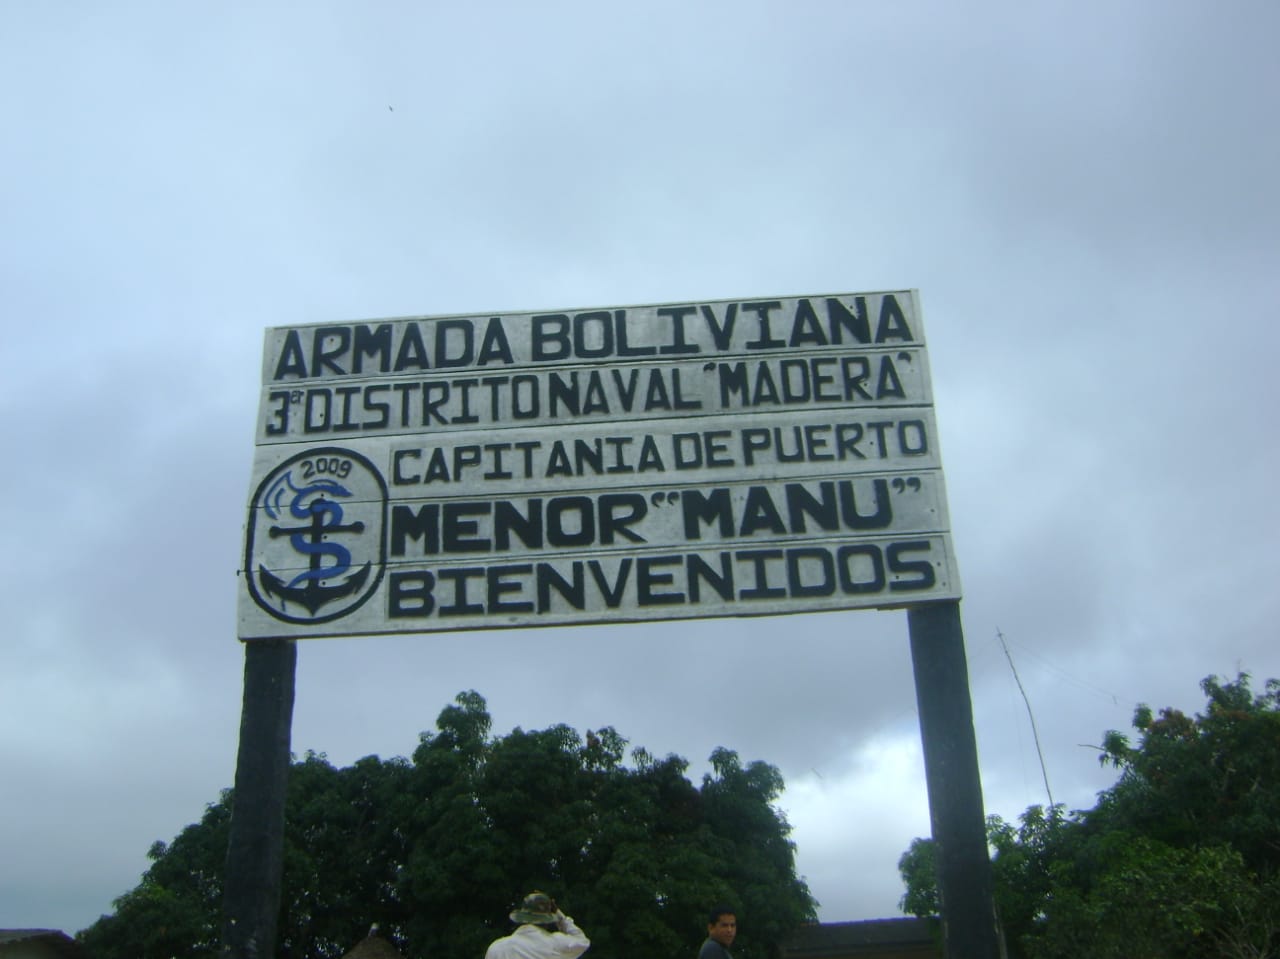 ARMADA BOLIVIANA
3er DISTRITO NAVAL "MADERA"
CAPITANIA DE PUERTO
MENOR "MANU"
BIENVENIDOS
2009